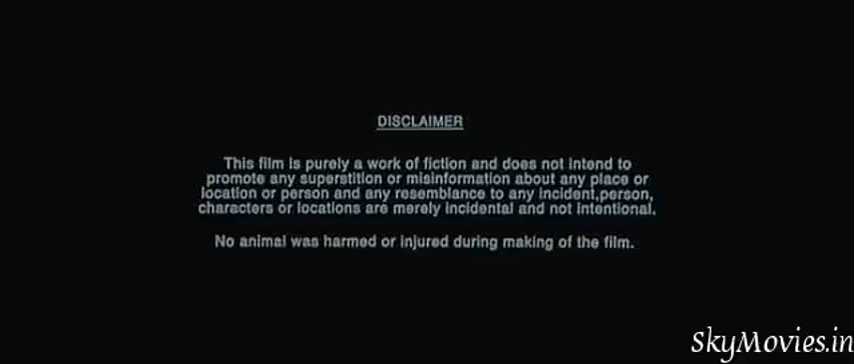 DISCLAIMER
This film is purely a work of fiction and does not intend to
promote any superstition or misinformation about any place or
location or person and any resemblance to any incident,person,
characters or locations are merely incidental and not intentional.
No animal was harmed or injured during making of the film.
SkyMovies.in